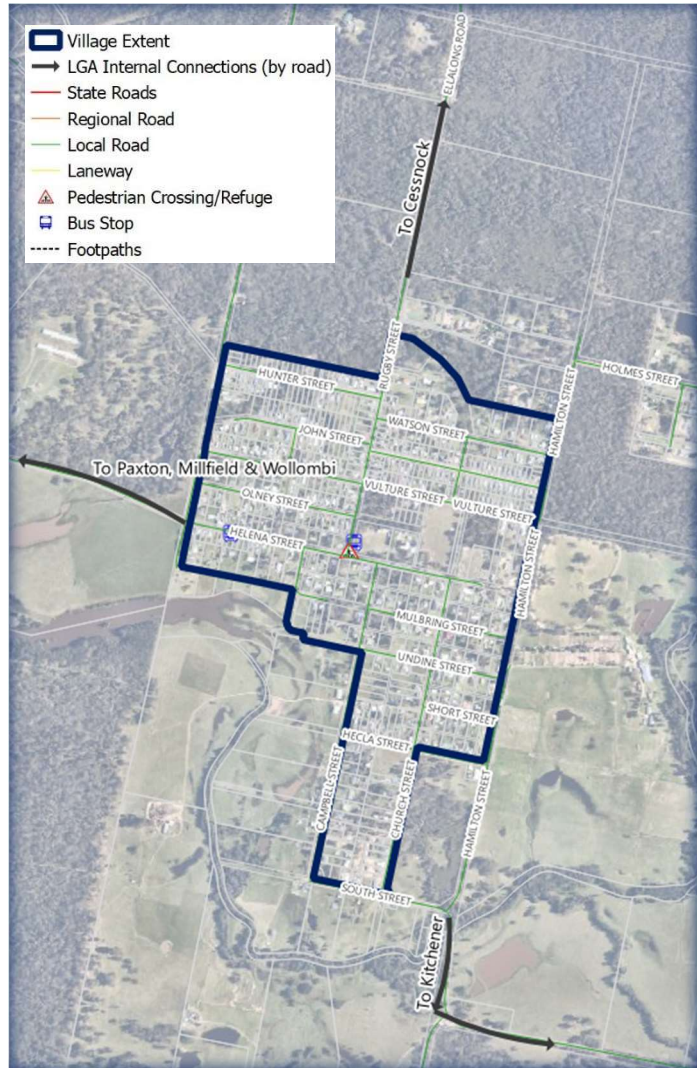 Village Extent
LGA Internal Connections (by road)
State Roads
Regional Road
Local Road
Laneway
Pedestrian Crossing/Refuge
Bus Stop
Footpaths
ELLALONG ROAD
To Cessnock
RUGBY STREET
HOLMES STREET
HAMILTON STREET
HUNTER STREET
WATSON STREET
JOHN STREET
To Paxton, Millfield & Wollombi
VULTURE STREET
VULTURE STREET
OLNEY STREET
HELENA STREET
HAMILTON STREET
MULBRING STREET
UNDINE STREET
SHORT STREET
HECLA STREET
CAMPBELL STREET
CHURCH STREET
HAMILTON STREET
SOUTH STREET
To Kitchener